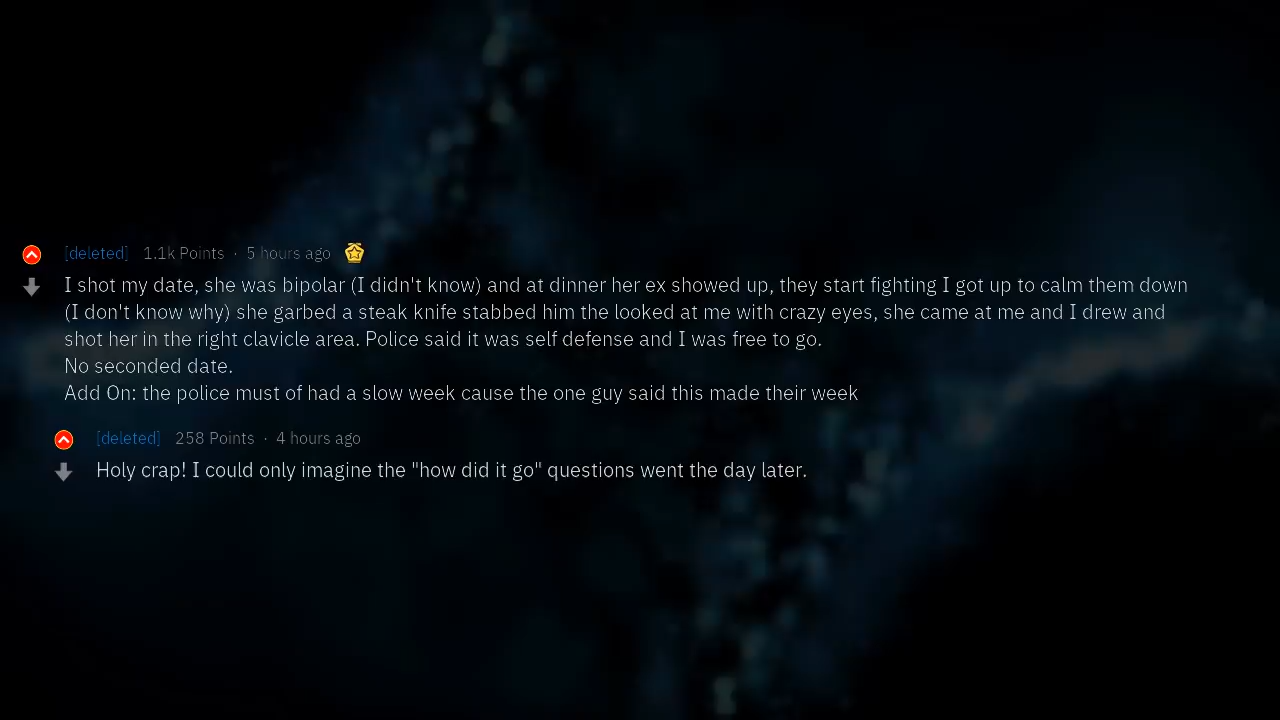 [deleted] 1.1k Points · 5 hours ago
I shot my date, she was bipolar (I didn't know) and at dinner her ex showed up, they start fighting I got up to calm them down
(I don't know why) she garbed a steak knife stabbed him the looked at me with crazy eyes, she came at me and I drew and
shot her in the right clavicle area. Police said it was self defense and I was free to go.
No seconded date.
Add On: the police must of had a slow week cause the one guy said this made their week
[deleted] 258 Points · 4 hours ago
Holy crap! I could only imagine the "how did it go" questions went the day later.